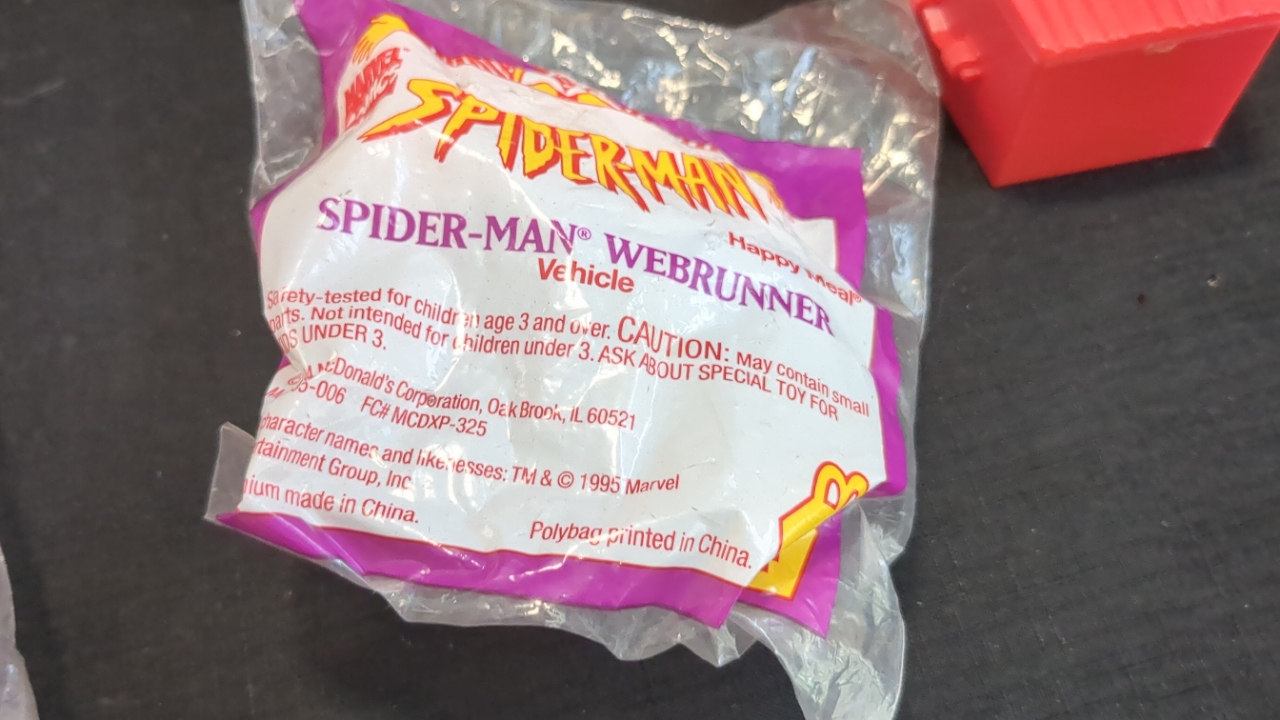 MARVEL
SPIDER-MAN
SPIDER-MAN® WEBRUNNER
Happy Meal®
Vehicle
Safety-tested for children age 3 and over. CAUTION: May contain small
parts. Not intended for children under 3. ASK ABOUT SPECIAL TOY FOR
UNDER 3.
McDonald's Corporation, Oak Brook, IL 60521
95-006 FC# MCDXP-325
character names and likenesses: TM & © 1995 Marvel
tertainment Group, Inc.
ium made in China.
Polybag printed in China.